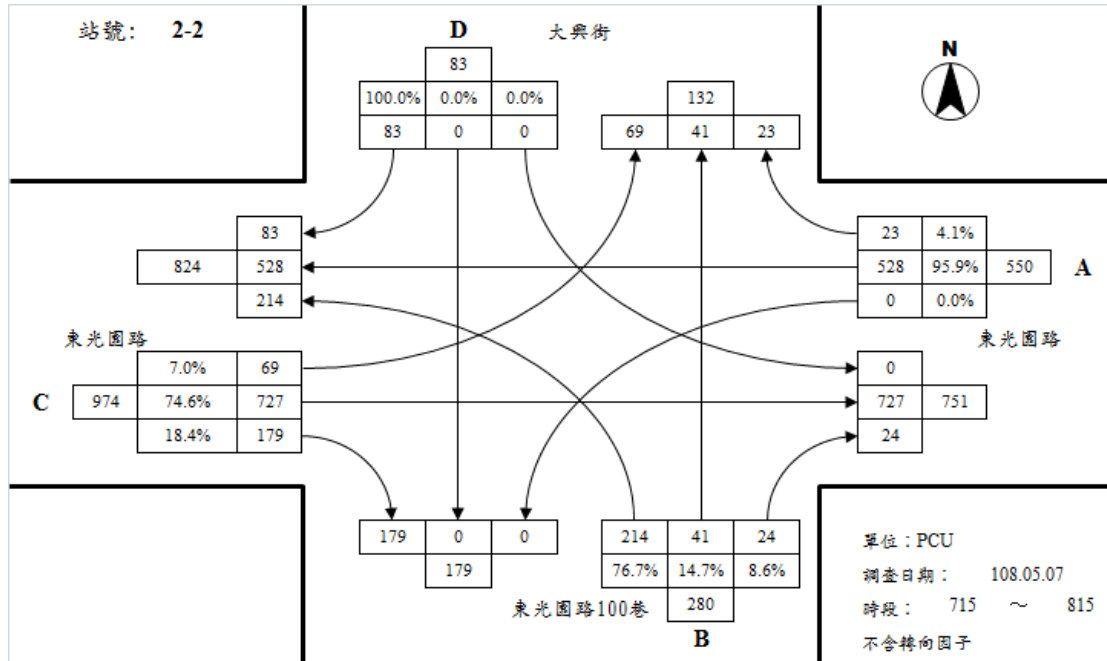 站號： 2-2
D
大興街
N
83
100.0% 0.0% 0.0%
83 0 0
132
69 41 23
83
824 528
214
23 4.1%
528 95.9% 550
0 0.0%
A
東光園路
東光園路
7.0% 69
C 974 74.6% 727
18.4% 179
0
727 751
24
179 0 0
179
214 41 24
76.7% 14.7% 8.6%
280
東光園路100巷
B
單位：PCU
調查日期： 108.05.07
時段： 715 ～ 815
不含轉向因子